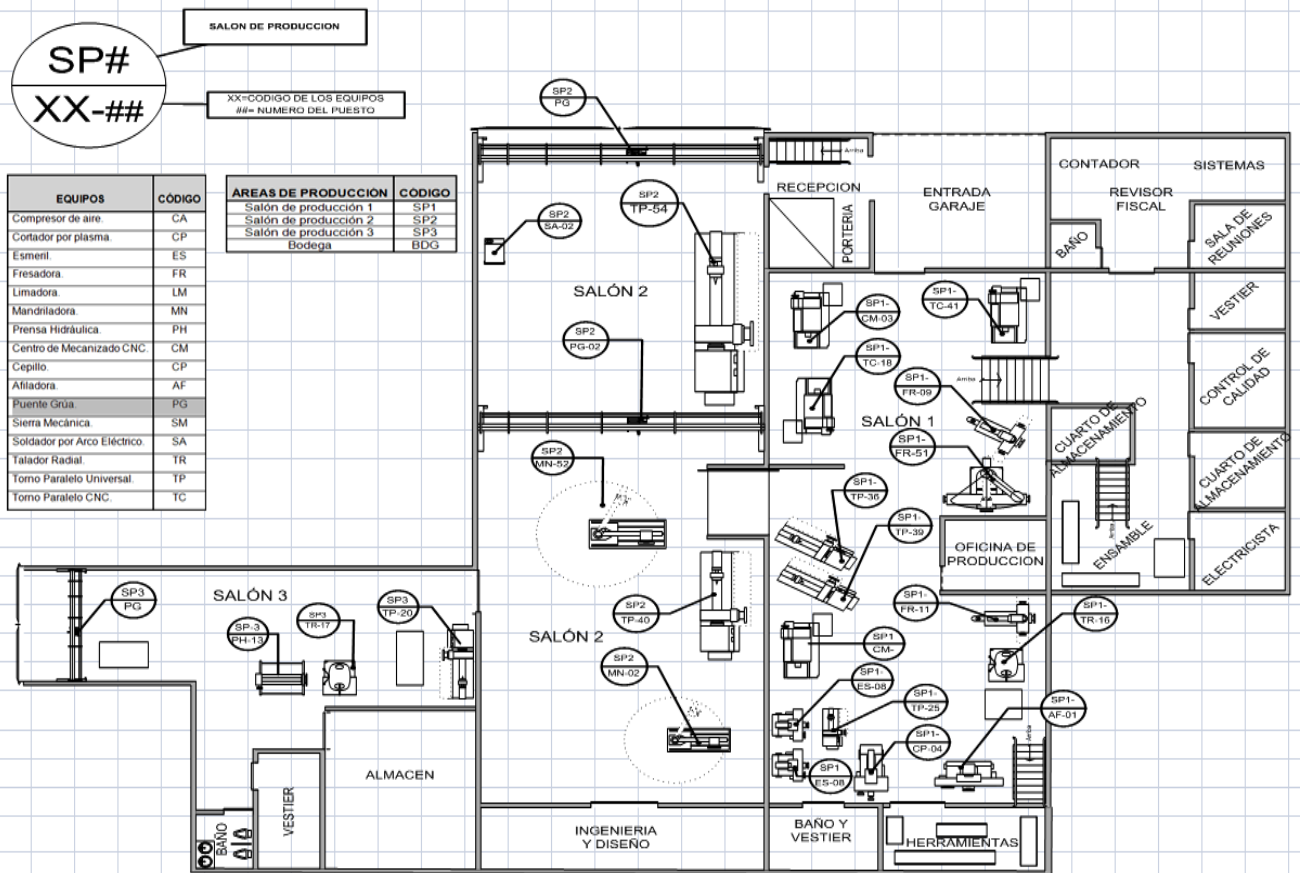 SALON DE PRODUCCION
SP#
XX-##
XX=CODIGO DE LOS EQUIPOS
##= NUMERO DEL PUESTO
EQUIPOS CÓDIGO
Compresor de aire. CA
Cortador por plasma. CP
Esmeril. ES
Fresadora. FR
Limadora. LM
Mandriladora. MN
Prensa Hidráulica. PH
Centro de Mecanizado CNC. CM
Cepillo. CP
Afiladora. AF
Puente Grúa. PG
Sierra Mecánica. SM
Soldador por Arco Eléctrico. SA
Talador Radial. TR
Torno Paralelo Universal. TP
Torno Paralelo CNC. TC
AREAS DE PRODUCCIÓN CÓDIGO
Salón de producción 1 SP1
Salón de producción 2 SP2
Salón de producción 3 SP3
Bodega BDG
SP2
PG
Arriba
RECEPCION
PORTERIA
ENTRADA
GARAJE
CONTADOR
SISTEMAS
REVISOR
FISCAL
BAÑO
SALA DE
REUNIONES
VESTIER
CONTROL DE
CALIDAD
CUARTO DE
ALMACENAMIENTO
CUARTO DE
ALMACENAMIENTO
ENSAMBLE
Arriba
ELECTRICISTA
SP2
TP-54
SP2
SA-02
SALÓN 2
SP2
PG-02
SP2
MN-52
SP1-
CM-03
SP1-
TC-41
SP1-
TC-18
SP1-
FR-09
Arriba
SALÓN 1
SP1-
FR-51
SP1-
TP-36
SP1-
TP-39
OFICINA DE
PRODUCCION
SP1-
FR-11
SP1-
TR-16
SP1
CM-
SP1-
ES-08
SP1-
TP-25
SP1-
AF-01
SP1-
CP-04
SP1
ES-08
Arriba
SP2
TP-40
SALÓN 2
SP2
MN-02
SP3
PG
SALÓN 3
SP-3
PH-13
SP3
TR-17
SP3
TP-20
ALMACEN
VESTIER
BAÑO
INGENIERIA
Y DISEÑO
BAÑO Y
VESTIER
HERRAMIENTAS